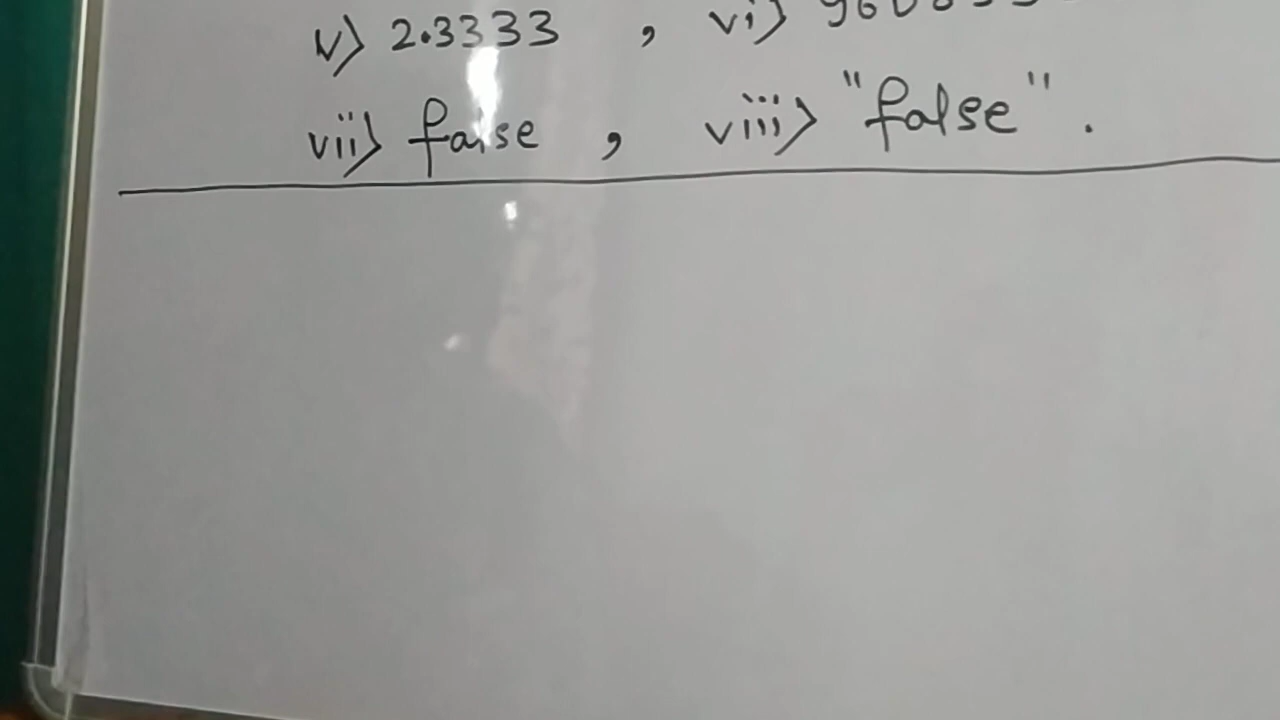 v) 2.3333 , vi)
vii) false , viii) "false".